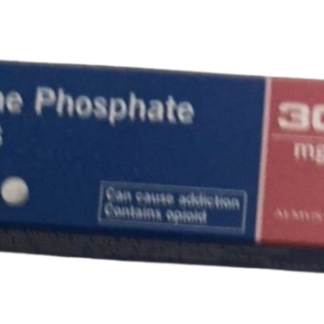 ne Phosphate
s
30
mg
Can cause addiction
Contains opioid